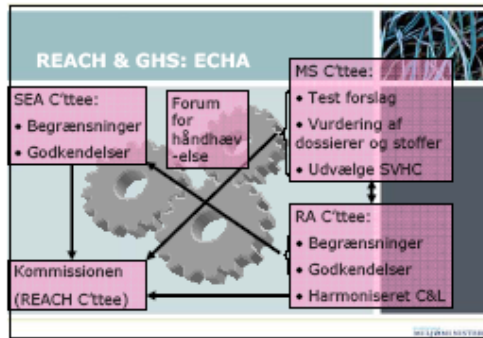 REACH & GHS: ECHA
SEA C'ttee:
• Begrænsninger
• Godkendelser
Forum
for
håndhæv
-else
MS C'ttee:
• Test forslag
• Vurdering af
dossierer og stoffer
• Udvælge SVHC
RA C'ttee:
• Begrænsninger
• Godkendelser
• Harmoniseret C&L
Kommissionen
(REACH C'ttee)
MILJØMINISTERIET